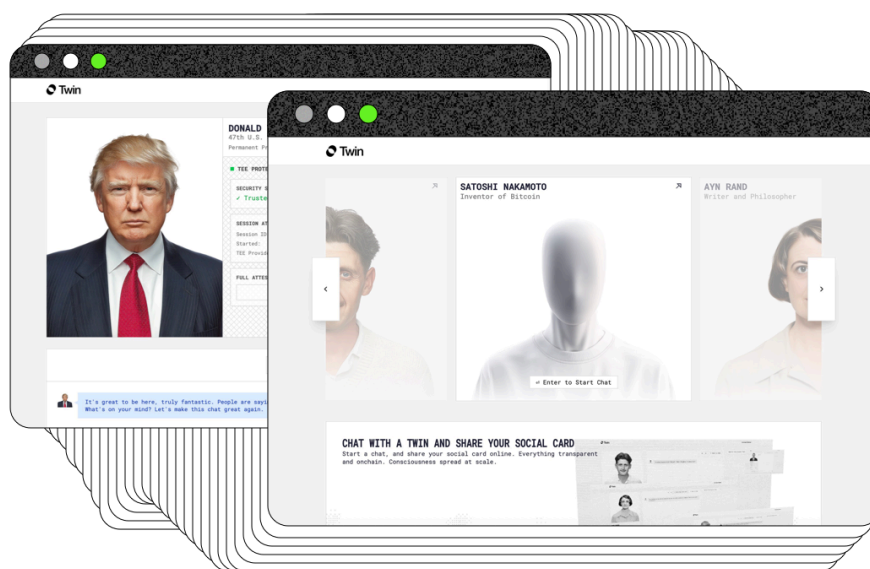 Twin
DONALD
47th U.S.
Permanent
TEE PROTE
SECURITY S
✓ Truste
SESSION AT
Session ID
Started:
TEE Provid
FULL ATTES
It's great to be here, truly fantastic. People are sayi
What's on your mind? Let's make this chat great again.
Twin
SATOSHI NAKAMOTO
Inventor of Bitcoin
AYN RAND
Writer and Philosopher
Enter to Start Chat
CHAT WITH A TWIN AND SHARE YOUR SOCIAL CARD
Start a chat, and share your social card online. Everything transparent
and onchain. Consciousness spread at scale.